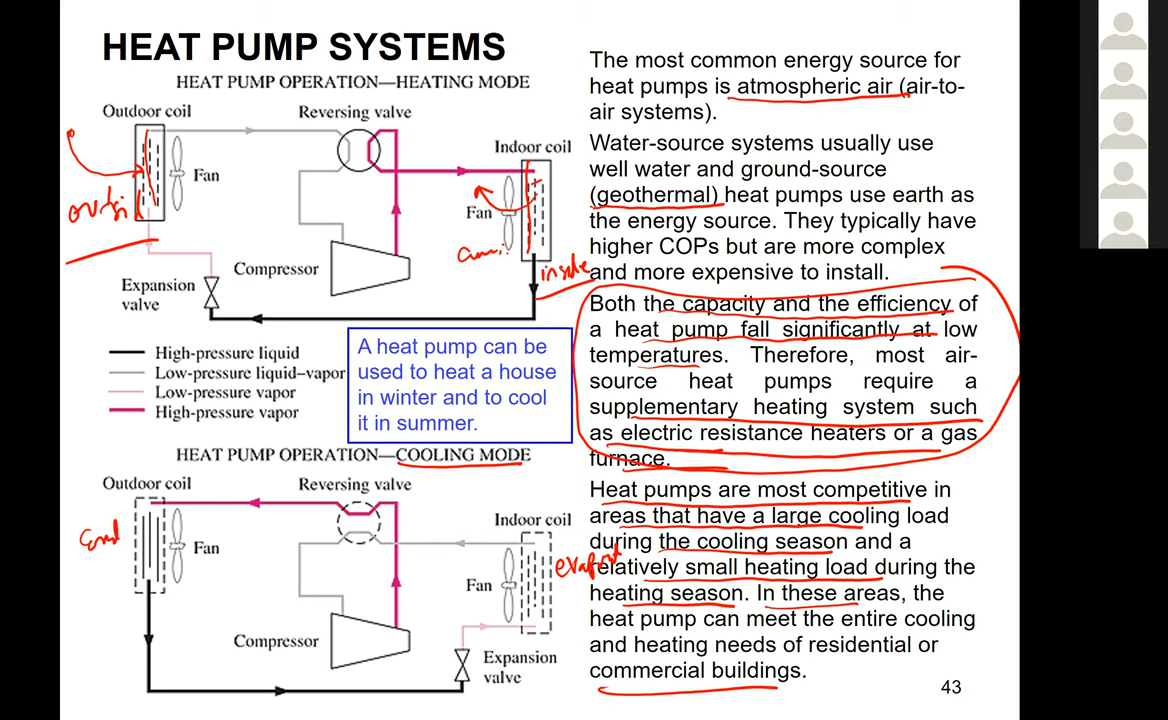 HEAT PUMP SYSTEMS
HEAT PUMP OPERATION—HEATING MODE
Outdoor coil
Reversing valve
Indoor coil
Fan
Fan
Compressor
Expansion
valve
inside
High-pressure liquid
Low-pressure liquid–vapor
Low-pressure vapor
High-pressure vapor
A heat pump can be
used to heat a house
in winter and to cool
it in summer.
HEAT PUMP OPERATION—COOLING MODE
Outdoor coil
Reversing valve
Indoor coil
Fan
Fan
Compressor
Expansion
valve
The most common energy source for
heat pumps is atmospheric air (air-to-
air systems).
Water-source systems usually use
well water and ground-source
(geothermal) heat pumps use earth as
the energy source. They typically have
higher COPs but are more complex
and more expensive to install.
Both the capacity and the efficiency of
a heat pump fall significantly at low
temperatures. Therefore, most air-
source heat pumps require a
supplementary heating system such
as electric resistance heaters or a gas
furnace.
Heat pumps are most competitive in
areas that have a large cooling load
during the cooling season and a
relatively small heating load during the
heating season. In these areas, the
heat pump can meet the entire cooling
and heating needs of residential or
commercial buildings.
43